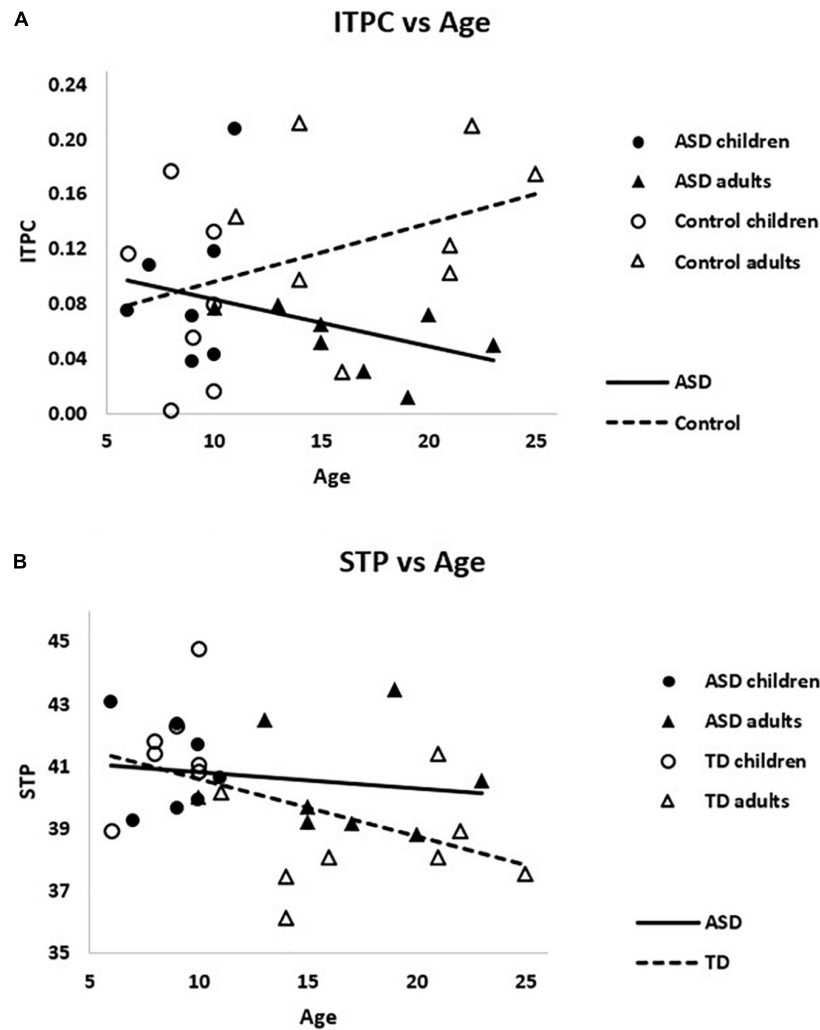 A
ITPC vs Age
0.24
0.20
0.16
0.12
0.08
0.04
0.00
ITPC
5 10 15 20 25
Age
ASD children
ASD adults
Control children
Control adults
ASD
Control
B
STP vs Age
45
43
41
39
37
35
STP
5 10 15 20 25
Age
ASD children
ASD adults
TD children
TD adults
ASD
TD